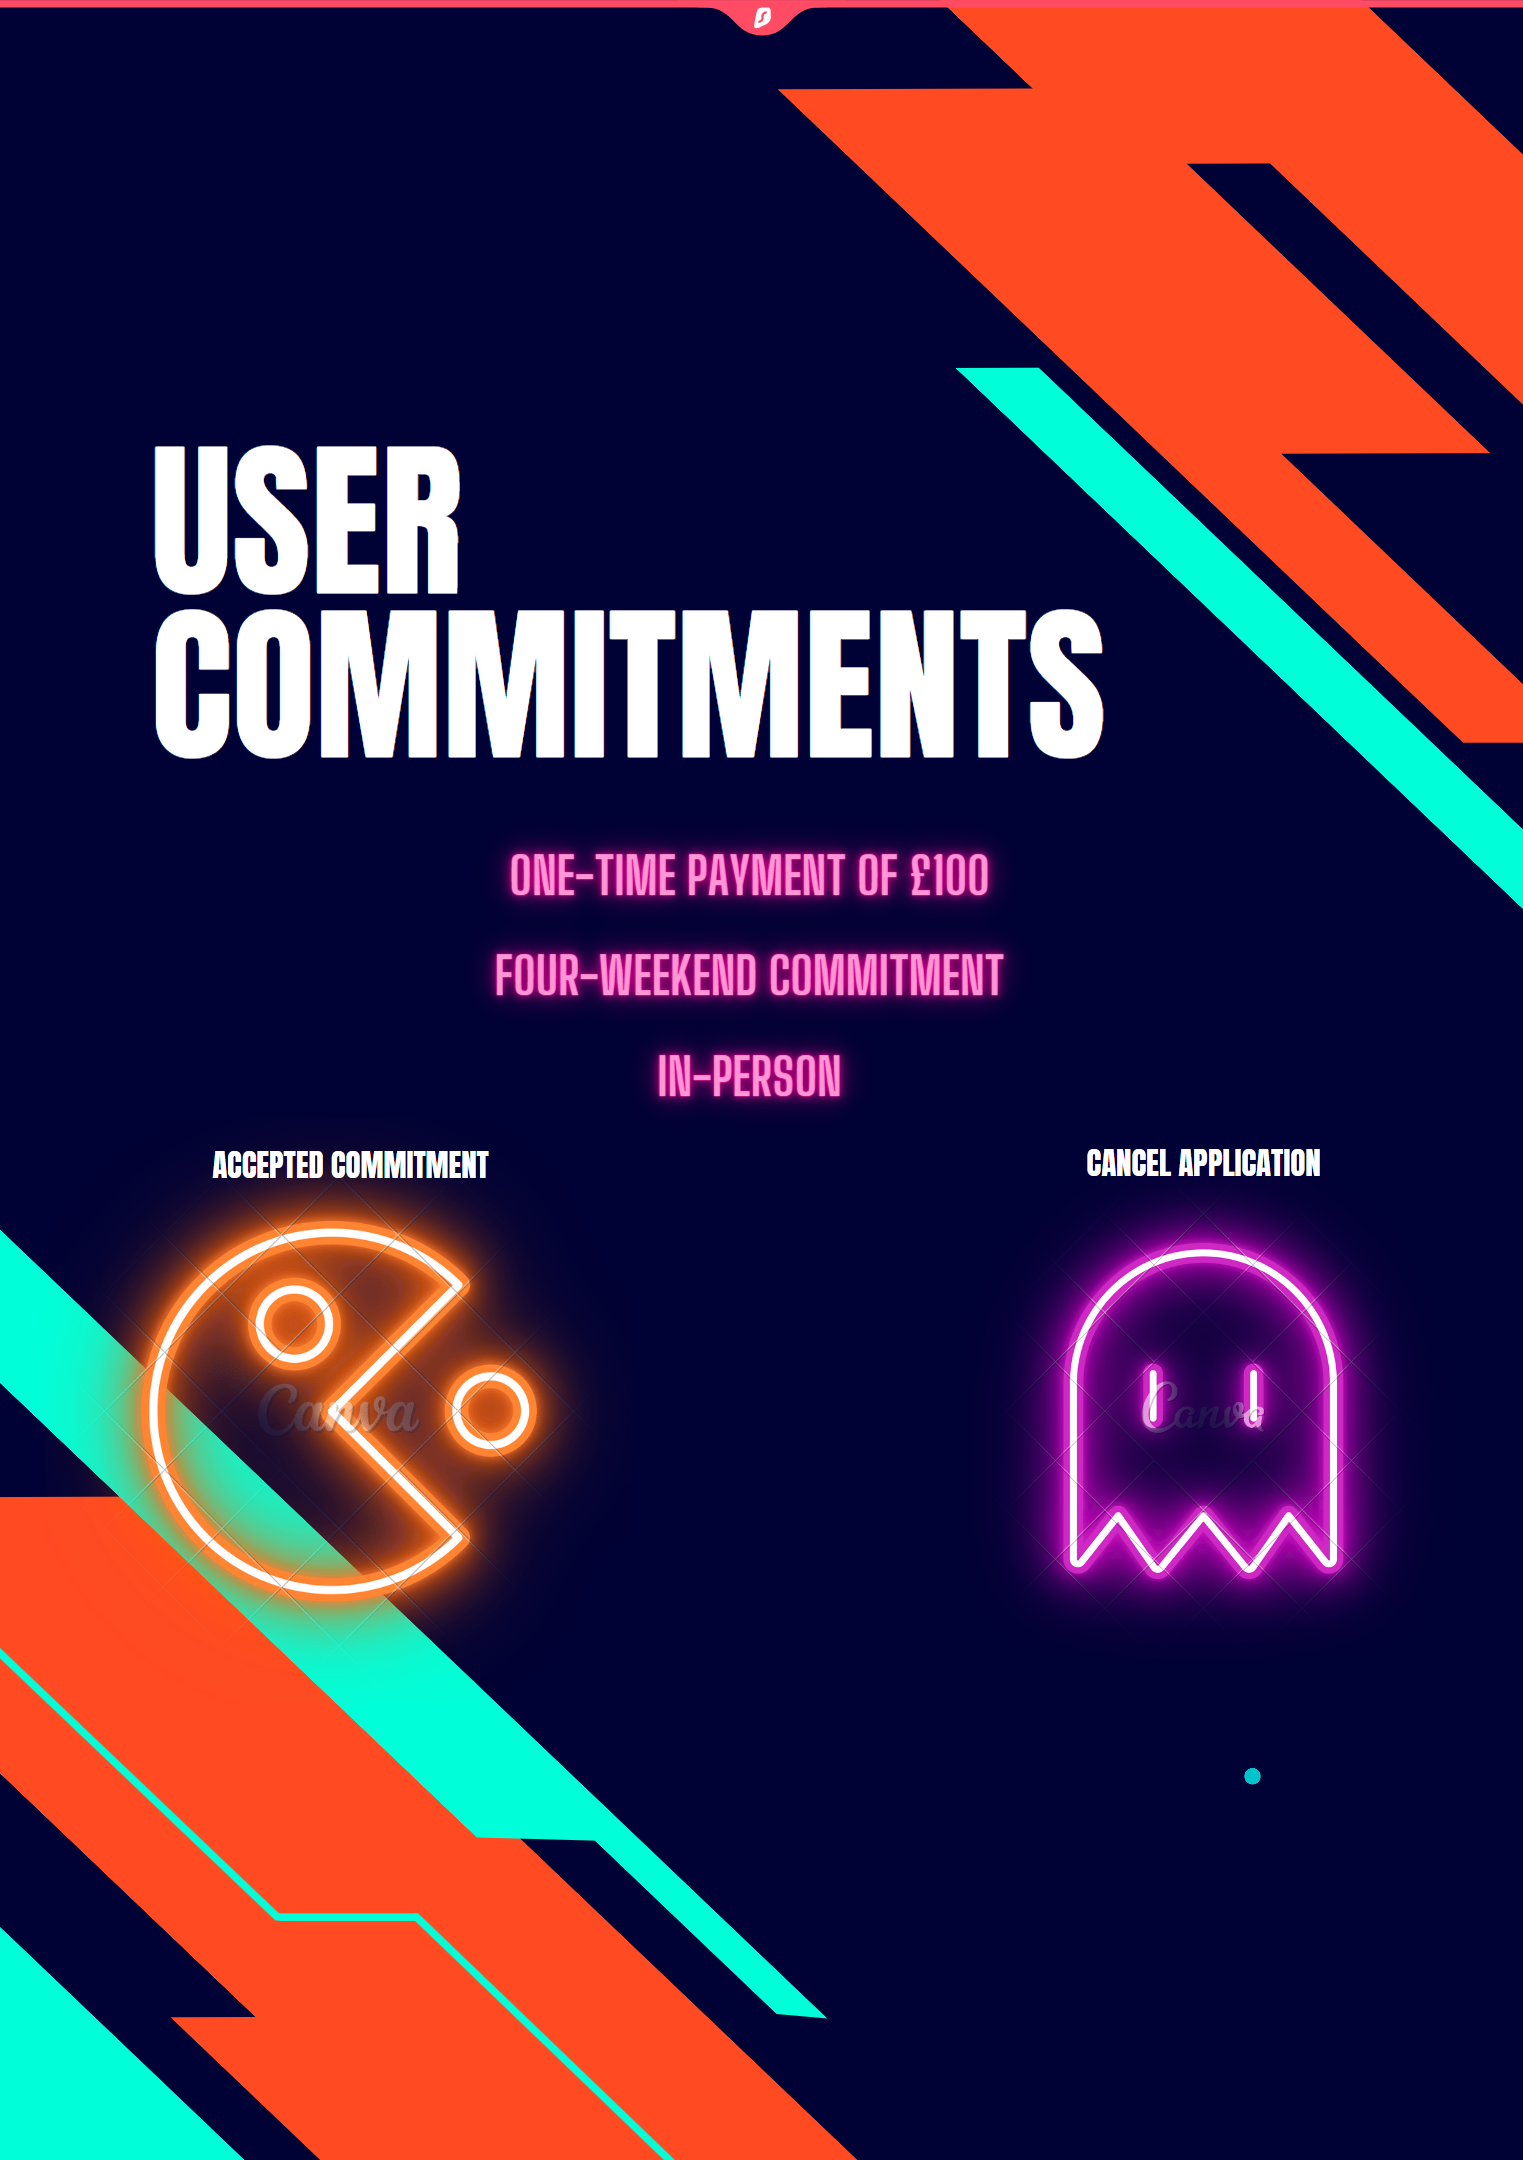 USER
COMMITMENTS
ONE-TIME PAYMENT OF £100
FOUR-WEEKEND COMMITMENT
IN-PERSON
ACCEPTED COMMITMENT
CANCEL APPLICATION
Canva
Canva